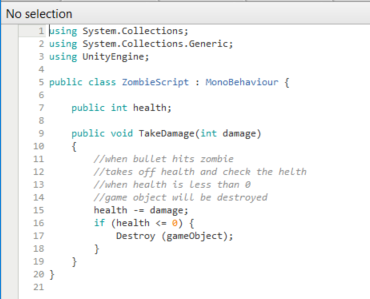 No selection
1 using System.Collections;
2 using System.Collections.Generic;
3 using UnityEngine;
4
5 public class ZombieScript : MonoBehaviour {
6
7     public int health;
8
9     public void TakeDamage(int damage)
10     {
11         //when bullet hits zombie
12         //takes off health and check the helth
13         //when health is less than 0
14         //game object will be destroyed
15         health -= damage;
16         if (health <= 0) {
17             Destroy (gameObject);
18         }
19     }
20 }
21